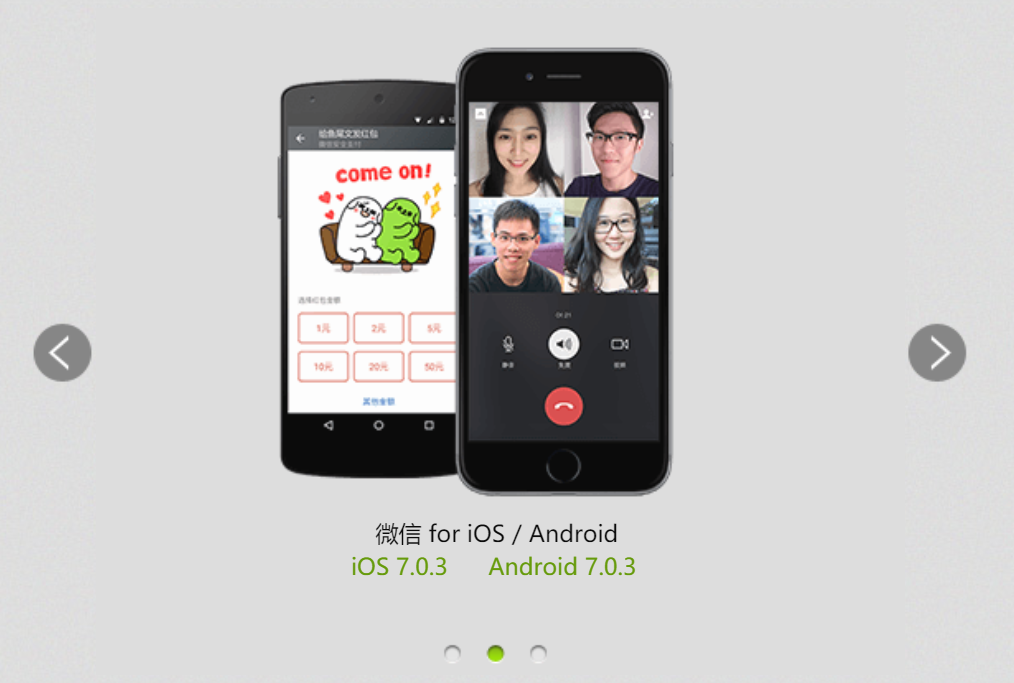 给鱼尾文发红包
微信安全支付
come on!
选择红包金额
1元 2元 5元
10元 20元 50元
其他金额
01:21
静音 免提 视频
微信 for iOS / Android
iOS 7.0.3 Android 7.0.3